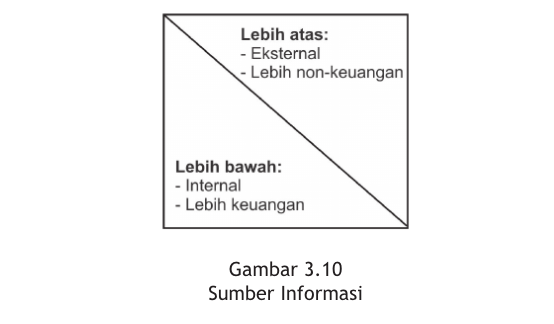 Lebih atas:
- Eksternal
- Lebih non-keuangan
Lebih bawah:
- Internal
- Lebih keuangan
Gambar 3.10
Sumber Informasi